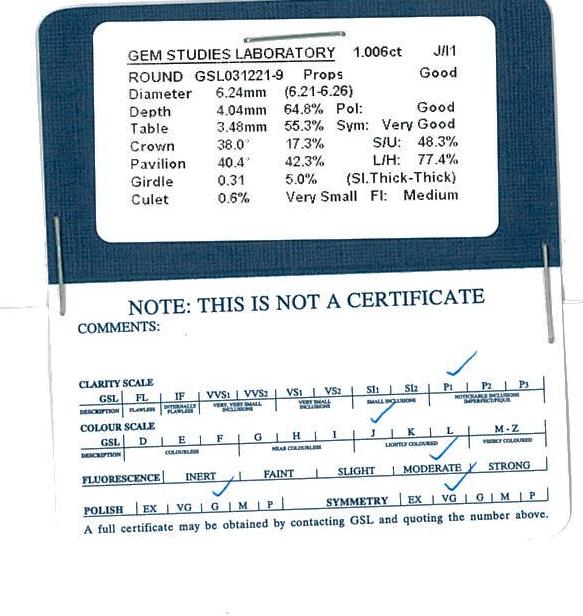 GEM STUDIES LABORATORY 1.006ct J/I1
ROUND GSL031221-9 Props Good
Diameter 6.24mm (6.21-6.26)
Depth 4.04mm 64.8% Pol: Good
Table 3.48mm 55.3% Sym: Very Good
Crown 38.0° 17.3% S/U: 48.3%
Pavilion 40.4° 42.3% L/H: 77.4%
Girdle 0.31 5.0% (Sl.Thick-Thick)
Culet 0.6% Very Small Fl: Medium
NOTE: THIS IS NOT A CERTIFICATE
COMMENTS:
CLARITY SCALE
GSL | FL | IF | VVS1 | VVS2 | VS1 | VS2 | SI1 | SI2 | P1 | P2 | P3
DESCRIPTION FLAWLESS INTERNALLY FLAWLESS VERY, VERY SMALL INCLUSIONS VERY SMALL INCLUSIONS SMALL INCLUSIONS NOTICEABLE INCLUSIONS IMPERFECT/PIQUE
COLOUR SCALE
GSL | D | E | F | G | H | I | J | K | L | M - Z
DESCRIPTION COLOURLESS NEAR COLOURLESS LIGHTLY COLOURED VISIBLY COLOURED
FLUORESCENCE | INERT | FAINT | SLIGHT | MODERATE | STRONG
POLISH | EX | VG | G | M | P | SYMMETRY | EX | VG | G | M | P
A full certificate may be obtained by contacting GSL and quoting the number above.